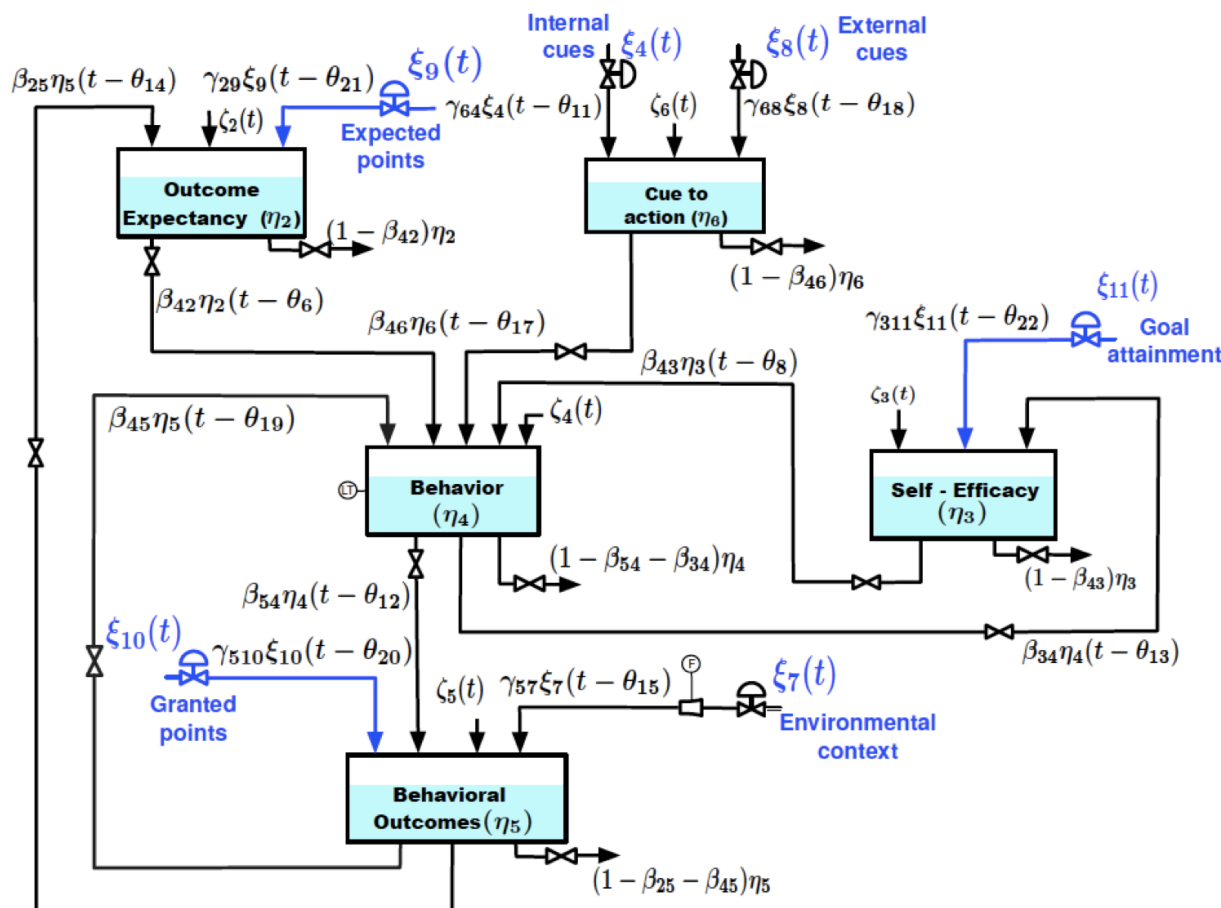 Internal
cues
ξ₄(t)
ξ₈(t)
External
cues
β₂₅η₅(t − θ₁₄)
γ₂₉ξ₉(t − θ₂₁)
ξ₉(t)
Expected
points
γ₆₄ξ₄(t − θ₁₁)
ζ₆(t)
γ₆₈ξ₈(t − θ₁₈)
ζ₂(t)
Outcome
Expectancy (η₂)
(1 − β₄₂)η₂
Cue to
action (η₆)
(1 − β₄₆)η₆
β₄₂η₂(t − θ₆)
β₄₆η₆(t − θ₁₇)
β₄₃η₃(t − θ₈)
γ₃₁₁ξ₁₁(t − θ₂₂)
ξ₁₁(t)
Goal
attainment
β₄₅η₅(t − θ₁₉)
ζ₄(t)
ζ₃(t)
LT
Behavior
(η₄)
Self - Efficacy
(η₃)
(1 − β₅₄ − β₃₄)η₄
(1 − β₄₃)η₃
β₅₄η₄(t − θ₁₂)
β₃₄η₄(t − θ₁₃)
ξ₁₀(t)
γ₅₁₀ξ₁₀(t − θ₂₀)
Granted
points
ζ₅(t)
γ₅₇ξ₇(t − θ₁₅)
F
ξ₇(t)
Environmental
context
Behavioral
Outcomes (η₅)
(1 − β₂₅ − β₄₅)η₅